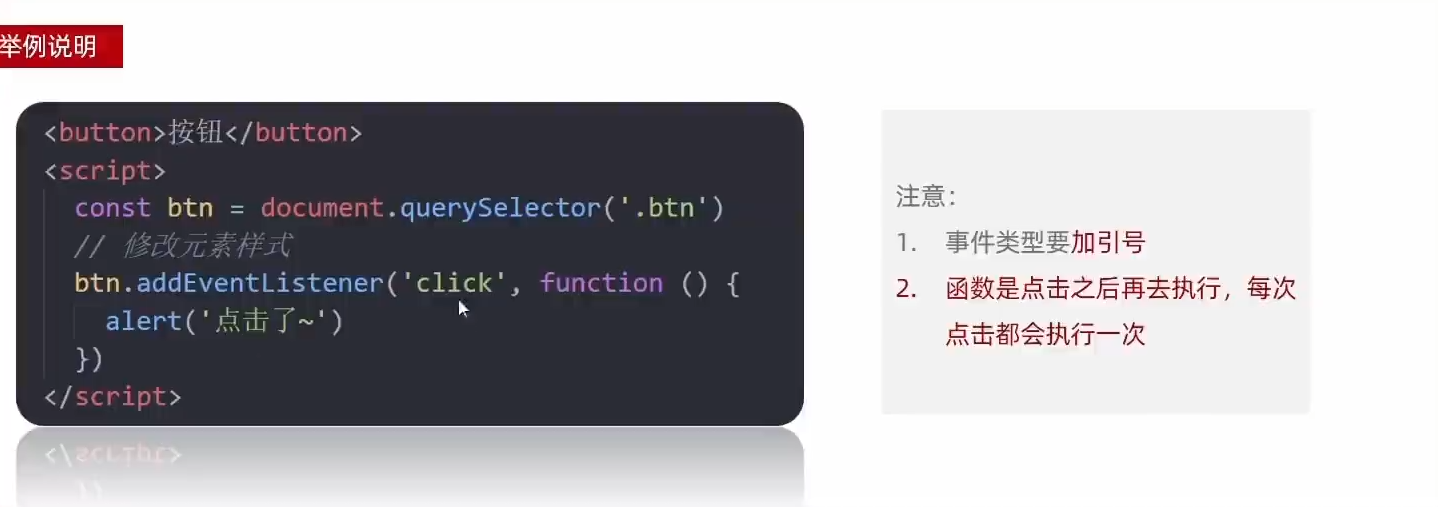 举例说明
<button>按钮</button>
<script>
const btn = document.querySelector('.btn')
// 修改元素样式
btn.addEventListener('click', function () {
alert('点击了~')
})
</script>
注意：
1. 事件类型要加引号
2. 函数是点击之后再去执行，每次
点击都会执行一次